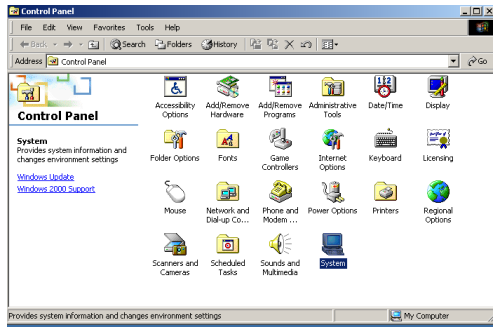 Control Panel
File Edit View Favorites Tools Help
Back Search Folders History
Address Control Panel Go
Control Panel
System
Provides system information and
changes environment settings
Windows Update
Windows 2000 Support
Accessibility
Options
Add/Remove
Hardware
Add/Remove
Programs
Administrative
Tools
Date/Time
Display
Folder Options
Fonts
Game
Controllers
Internet
Options
Keyboard
Licensing
Mouse
Network and
Dial-up Co...
Phone and
Modem ...
Power Options
Printers
Regional
Options
Scanners and
Cameras
Scheduled
Tasks
Sounds and
Multimedia
System
Provides system information and changes environment settings
My Computer